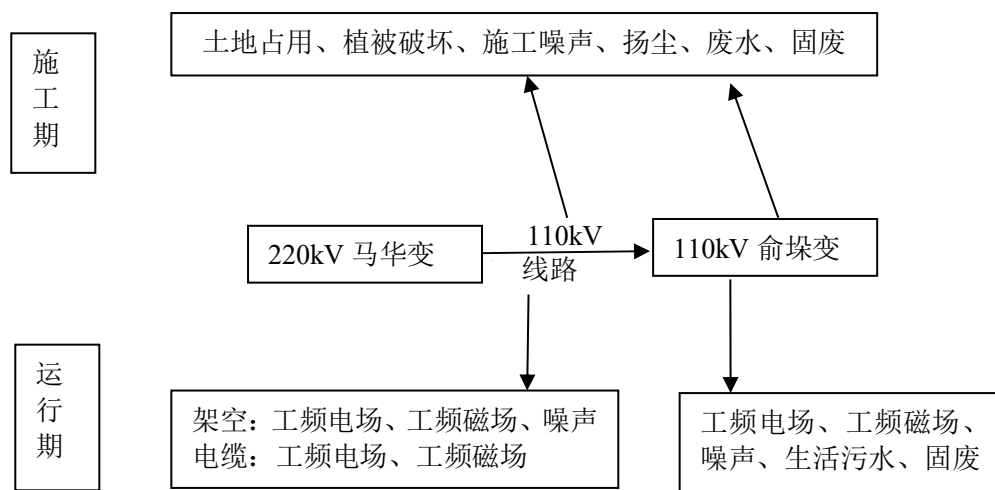 土地占用、植被破坏、施工噪声、扬尘、废水、固废
施
工
期
220kV 马华变
110kV
线路
110kV 俞垛变
运
行
期
架空：工频电场、工频磁场、噪声
电缆：工频电场、工频磁场
工频电场、工频磁场、
噪声、生活污水、固废